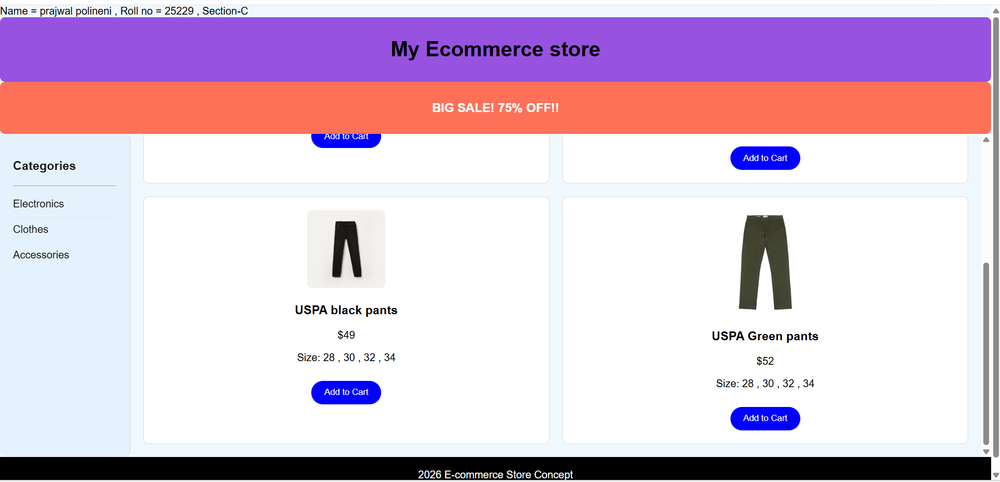 Name = prajwal polineni , Roll no = 25229 , Section-C
My Ecommerce store
BIG SALE! 75% OFF!!
Categories
Electronics
Clothes
Accessories
Add to Cart
Add to Cart
USPA black pants
$49
Size: 28 , 30 , 32 , 34
Add to Cart
USPA Green pants
$52
Size: 28 , 30 , 32 , 34
Add to Cart
2026 E-commerce Store Concept